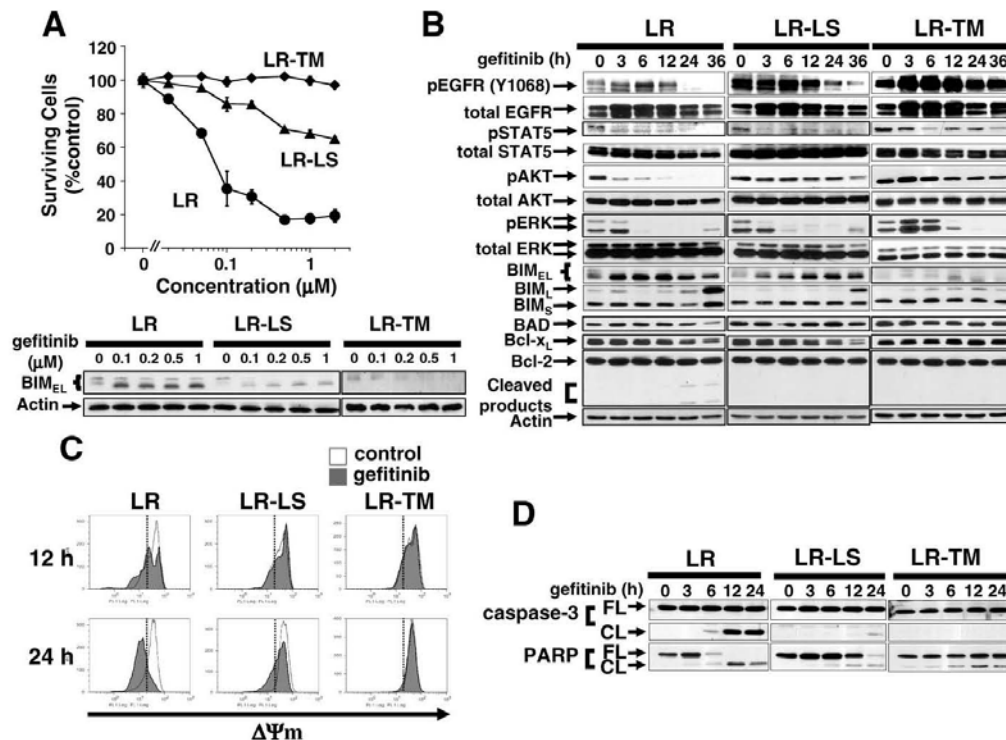 A
Surviving Cells
(%control)
120
100
80
60
40
20
0
LR-TM
LR-LS
LR
0 0.1 1
Concentration (μM)
LR LR-LS LR-TM
gefitinib
(μM)
0 0.1 0.2 0.5 1 0 0.1 0.2 0.5 1 0 0.1 0.2 0.5 1
BIM_EL
Actin
B
LR LR-LS LR-TM
gefitinib (h) 0 3 6 12 24 36 0 3 6 12 24 36 0 3 6 12 24 36
pEGFR (Y1068)
total EGFR
pSTAT5
total STAT5
pAKT
total AKT
pERK
total ERK
BIM_EL
BIM_L
BIM_S
BAD
Bcl-x_L
Bcl-2
Cleaved
products
Actin
C
control
gefitinib
LR LR-LS LR-TM
12 h
24 h
ΔΨm
D
LR LR-LS LR-TM
gefitinib (h)
0 3 6 12 24 0 3 6 12 24 0 3 6 12 24
caspase-3 FL
CL
PARP FL
CL